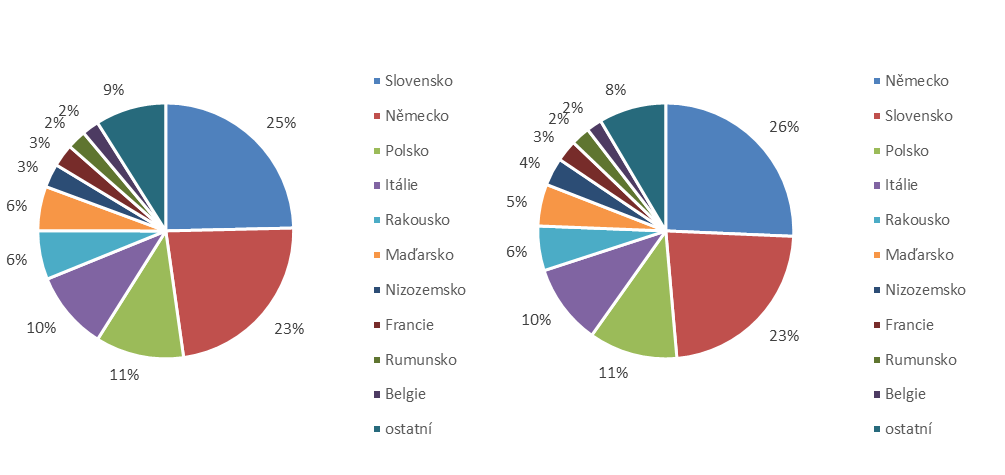 25%
23%
11%
10%
6%
6%
3%
3%
2%
2%
9%
Slovensko
Německo
Polsko
Itálie
Rakousko
Maďarsko
Nizozemsko
Francie
Rumunsko
Belgie
ostatní
26%
23%
11%
10%
6%
5%
4%
3%
2%
2%
8%
Německo
Slovensko
Polsko
Itálie
Rakousko
Maďarsko
Nizozemsko
Francie
Rumunsko
Belgie
ostatní